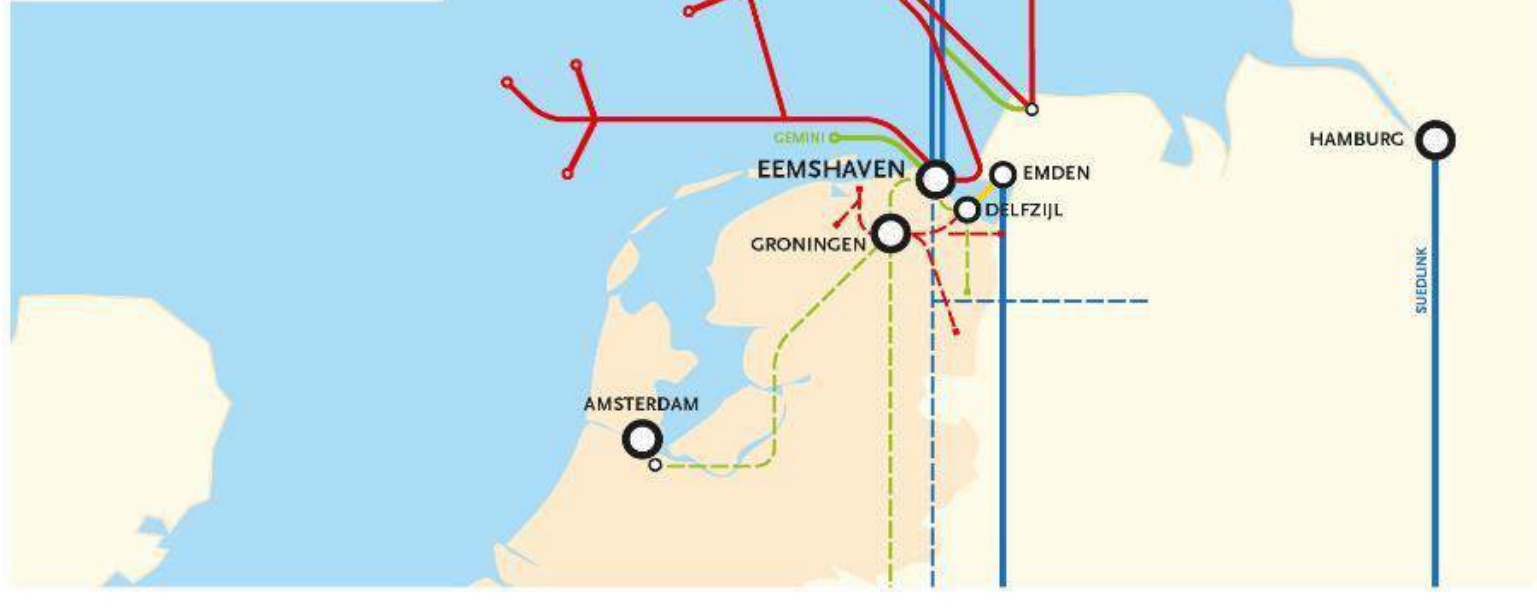 GEMINI
HAMBURG
EEMSHAVEN
EMDEN
DELFZIJL
GRONINGEN
SUEDLINK
AMSTERDAM